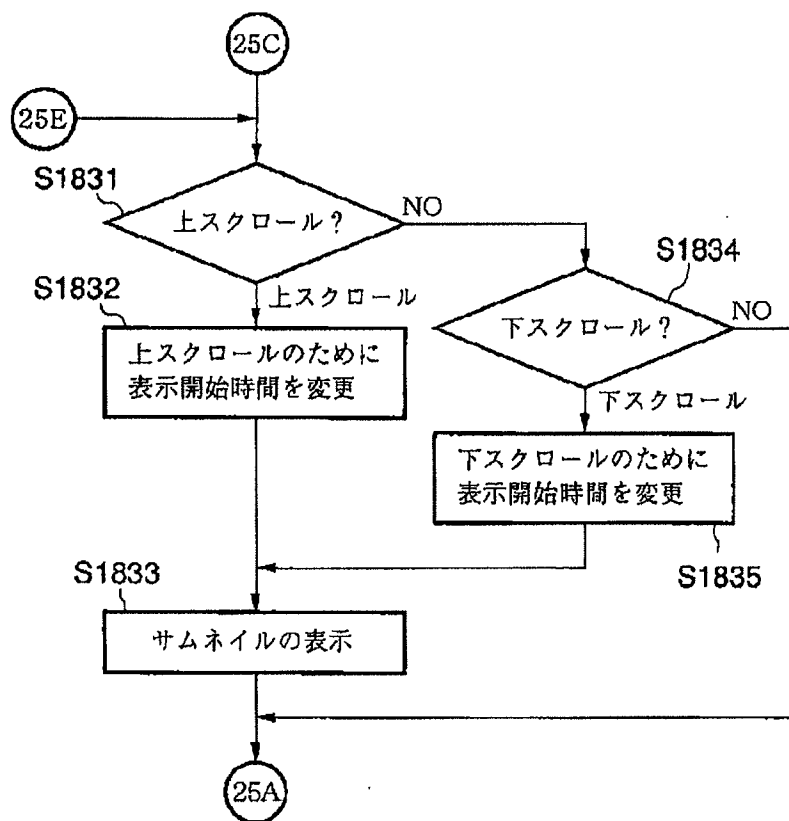 25C
25E
S1831
上スクロール?
NO
S1834
S1832
上スクロール
下スクロール?
NO
上スクロールのために
表示開始時間を変更
下スクロール
下スクロールのために
表示開始時間を変更
S1833
S1835
サムネイルの表示
25A